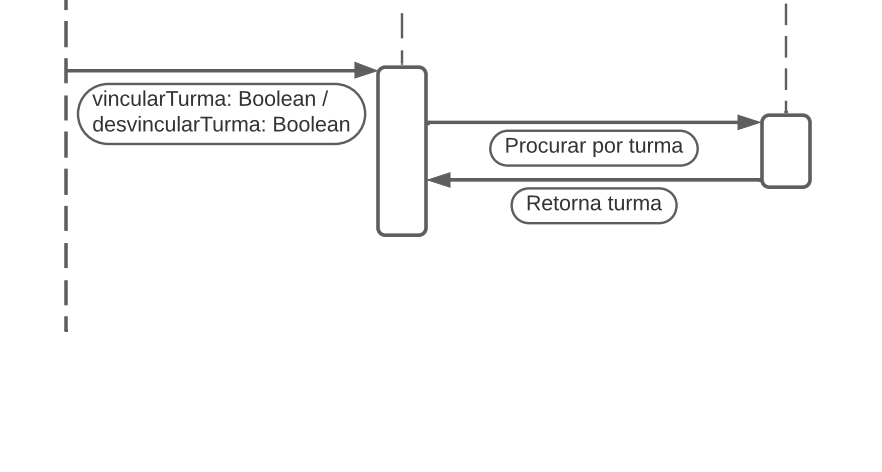 vincularTurma: Boolean /
desvincularTurma: Boolean
Procurar por turma
Retorna turma